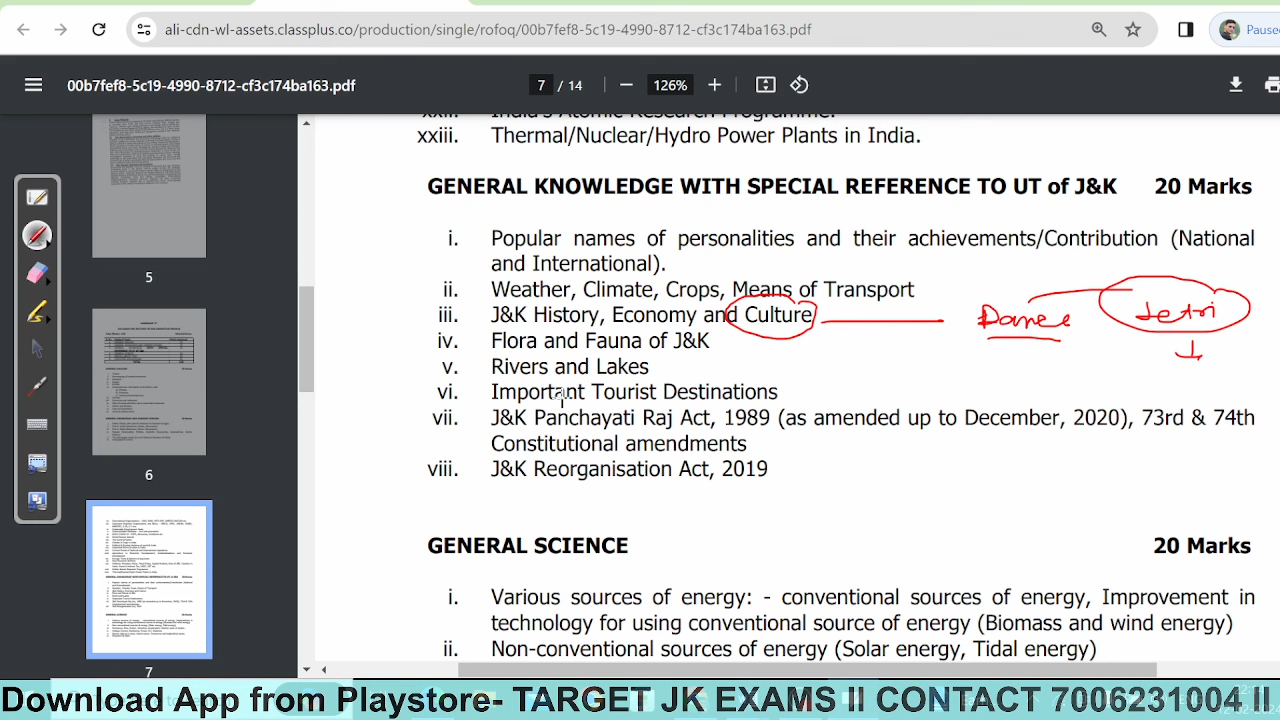 ali-cdn-wl-assets.classplus.co/production/single/rofoq/00b7fef8-5c19-4990-8712-cf3c174ba163.pdf
Pause
00b7fef8-5c19-4990-8712-cf3c174ba163.pdf
7 / 14
126%
xxiii. Thermal/Nuclear/Hydro Power Plants in India.
GENERAL KNOWLEDGE WITH SPECIAL REFERENCE TO UT of J&K 20 Marks
i. Popular names of personalities and their achievements/Contribution (National
and International).
ii. Weather, Climate, Crops, Means of Transport
iii. J&K History, Economy and Culture
Dance
iv. Flora and Fauna of J&K
v. Rivers and Lakes
vi. Important Tourist Destinations
vii. J&K Panchayati Raj Act, 1989 (as amended up to December, 2020), 73rd & 74th
Constitutional amendments
viii. J&K Reorganisation Act, 2019
GENERAL SCIENCE 20 Marks
i. Various sources of energy: - conventional sources of energy, Improvement in
technology for using conventional source of energy (Biomass and wind energy)
ii. Non-conventional sources of energy (Solar energy, Tidal energy)
5
6
7
Download App from Playstore- TARGET JK EXAMS II CONTACT 7006231004 II